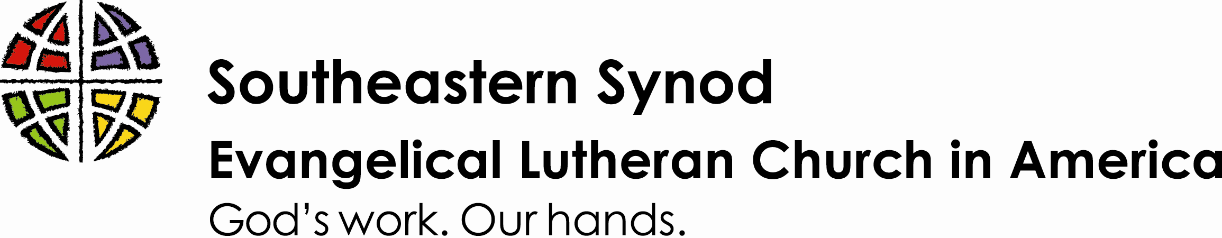 Southeastern Synod
Evangelical Lutheran Church in America
God’s work. Our hands.